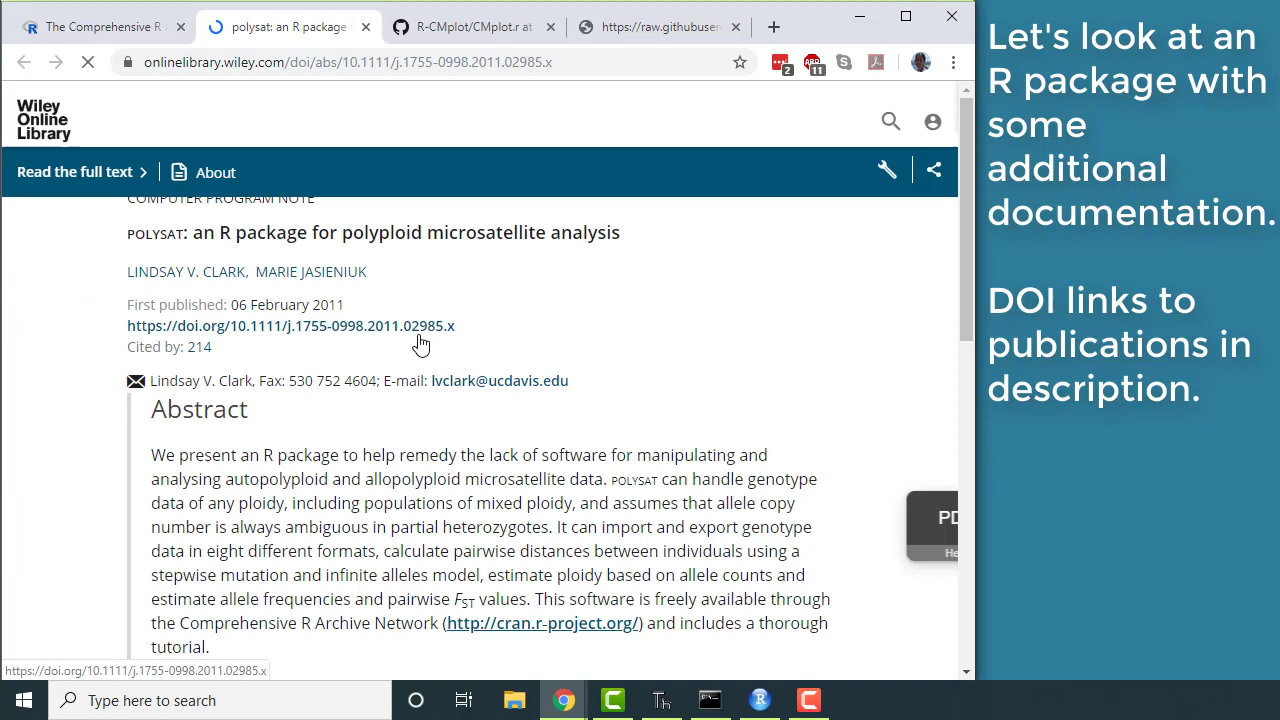 The Comprehensive R
polysat: an R package
R-CMplot/CMplot.r at
https://raw.githubuser
onlinelibrary.wiley.com/doi/abs/10.1111/j.1755-0998.2011.02985.x
2
ABP
11
Wiley
Online
Library
Read the full text
About
COMPUTER PROGRAM NOTE
POLYSAT: an R package for polyploid microsatellite analysis
LINDSAY V. CLARK, MARIE JASIENIUK
First published: 06 February 2011
https://doi.org/10.1111/j.1755-0998.2011.02985.x
Cited by: 214
Lindsay V. Clark, Fax: 530 752 4604; E-mail: lvclark@ucdavis.edu
Abstract
We present an R package to help remedy the lack of software for manipulating and
analysing autopolyploid and allopolyploid microsatellite data. POLYSAT can handle genotype
data of any ploidy, including populations of mixed ploidy, and assumes that allele copy
number is always ambiguous in partial heterozygotes. It can import and export genotype
data in eight different formats, calculate pairwise distances between individuals using a
stepwise mutation and infinite alleles model, estimate ploidy based on allele counts and
estimate allele frequencies and pairwise FST values. This software is freely available through
the Comprehensive R Archive Network (http://cran.r-project.org/) and includes a thorough
tutorial.
PD
He
https://doi.org/10.1111/j.1755-0998.2011.02985.x
Type here to search
Let's look at an
R package with
some
additional
documentation.
DOI links to
publications in
description.